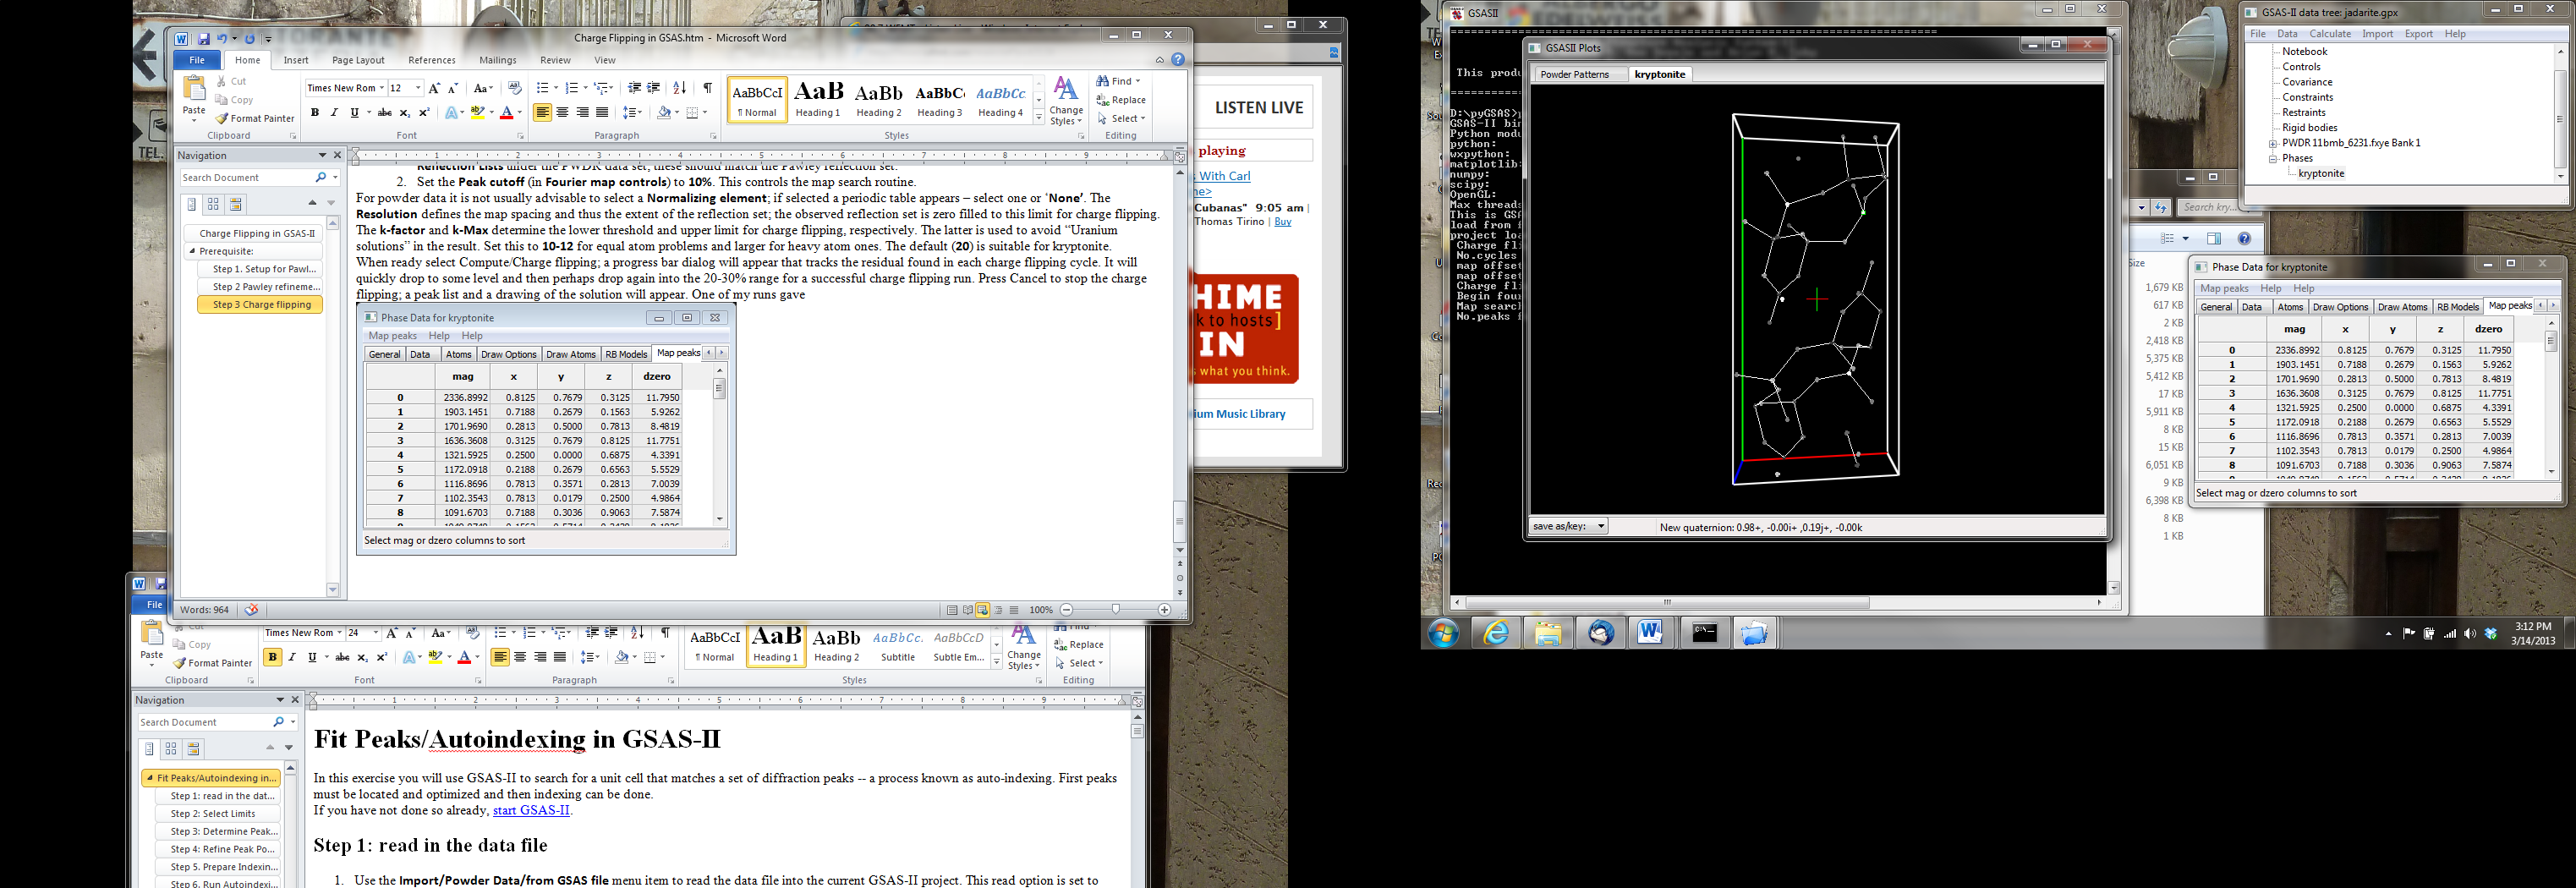 Charge Flipping in GSAS.htm - Microsoft Word
File Home Insert Page Layout References Mailings Review View
Paste
Cut
Copy
Format Painter
Clipboard
Times New Rom 12
Font
Paragraph
AaBbCcI AaB AaBb AaBbC AaBbCc
¶ Normal Heading 1 Heading 2 Heading 3 Heading 4
Change Styles
Styles
Find
Replace
Select
Editing
Navigation
Search Document
Charge Flipping in GSAS-II
Prerequisite:
Step 1. Setup for Pawl...
Step 2 Pawley refineme...
Step 3 Charge flipping
Reflection Lists under the PWDR data set; these should match the Pawley reflection set.
2. Set the Peak cutoff (in Fourier map controls) to 10%. This controls the map search routine.
For powder data it is not usually advisable to select a Normalizing element; if selected a periodic table appears – select one or ‘None’. The
Resolution defines the map spacing and thus the extent of the reflection set; the observed reflection set is zero filled to this limit for charge flipping.
The k-factor and k-Max determine the lower threshold and upper limit for charge flipping, respectively. The latter is used to avoid “Uranium
solutions” in the result. Set this to 10-12 for equal atom problems and larger for heavy atom ones. The default (20) is suitable for kryptonite.
When ready select Compute/Charge flipping; a progress bar dialog will appear that tracks the residual found in each charge flipping cycle. It will
quickly drop to some level and then perhaps drop again into the 20-30% range for a successful charge flipping run. Press Cancel to stop the charge
flipping; a peak list and a drawing of the solution will appear. One of my runs gave
Phase Data for kryptonite
Map peaks Help Help
General Data Atoms Draw Options Draw Atoms RB Models Map peaks
mag x y z dzero
0 2336.8992 0.8125 0.7679 0.3125 11.7950
1 1903.1451 0.7188 0.2679 0.1563 5.9262
2 1701.9690 0.2813 0.5000 0.7813 8.4819
3 1636.3608 0.3125 0.7679 0.8125 11.7751
4 1321.5925 0.2500 0.0000 0.6875 4.3391
5 1172.0918 0.2188 0.2679 0.6563 5.5529
6 1116.8696 0.7813 0.3571 0.2813 7.0039
7 1102.3543 0.7813 0.0179 0.2500 4.9864
8 1091.6703 0.7188 0.3036 0.9063 7.5874
Select mag or dzero columns to sort
Words: 964
100%
LISTEN LIVE
playing
s With Carl
ne>
Cubanas" 9:05 am |
Thomas Tirino | Buy
HIME
k to hosts]
IN
s what you think.
ium Music Library
File
Paste
Copy
Format Painter
Clipboard
Times New Rom 24
Font
Paragraph
AaBbCcI AaB AaBb AaBbCc. AaBbCcD
¶ Normal Heading 1 Heading 2 Subtitle Subtle Em...
Change Styles
Styles
Replace
Select
Editing
Navigation
Search Document
Fit Peaks/Autoindexing in...
Step 1: read in the dat...
Step 2: Select Limits
Step 3: Determine Peak...
Step 4: Refine Peak Po...
Step 5. Prepare Indexin...
Step 6. Run Autoindexi...
Fit Peaks/Autoindexing in GSAS-II
In this exercise you will use GSAS-II to search for a unit cell that matches a set of diffraction peaks -- a process known as auto-indexing. First peaks
must be located and optimized and then indexing can be done.
If you have not done so already, start GSAS-II.
Step 1: read in the data file
1. Use the Import/Powder Data/from GSAS file menu item to read the data file into the current GSAS-II project. This read option is set to
GSASII
This produ
D:\pyGSAS>
GSAS-II bin
Python modu
python:
wxpython:
matplotlib:
numpy:
scipy:
OpenGL:
Max threads
This is GSA
load from f
project loa
Charge fli
No.cycles
map offset
map offset
Charge fli
Begin four
Map search
No.peaks f
GSASII Plots
Powder Patterns kryptonite
save as/key:
New quaternion: 0.98+, -0.00i+ ,0.19j+, -0.00k
GSAS-II data tree: jadarite.gpx
File Data Calculate Import Export Help
Notebook
Controls
Covariance
Constraints
Restraints
Rigid bodies
PWDR 11bmb_6231.fxye Bank 1
Phases
kryptonite
Search kry...
Size
1,679 KB
617 KB
2 KB
2,418 KB
5,375 KB
5,412 KB
17 KB
5,911 KB
8 KB
15 KB
6,051 KB
9 KB
6,398 KB
8 KB
1 KB
Phase Data for kryptonite
Map peaks Help Help
General Data Atoms Draw Options Draw Atoms RB Models Map peaks
mag x y z dzero
0 2336.8992 0.8125 0.7679 0.3125 11.7950
1 1903.1451 0.7188 0.2679 0.1563 5.9262
2 1701.9690 0.2813 0.5000 0.7813 8.4819
3 1636.3608 0.3125 0.7679 0.8125 11.7751
4 1321.5925 0.2500 0.0000 0.6875 4.3391
5 1172.0918 0.2188 0.2679 0.6563 5.5529
6 1116.8696 0.7813 0.3571 0.2813 7.0039
7 1102.3543 0.7813 0.0179 0.2500 4.9864
8 1091.6703 0.7188 0.3036 0.9063 7.5874
Select mag or dzero columns to sort
3:12 PM
3/14/2013